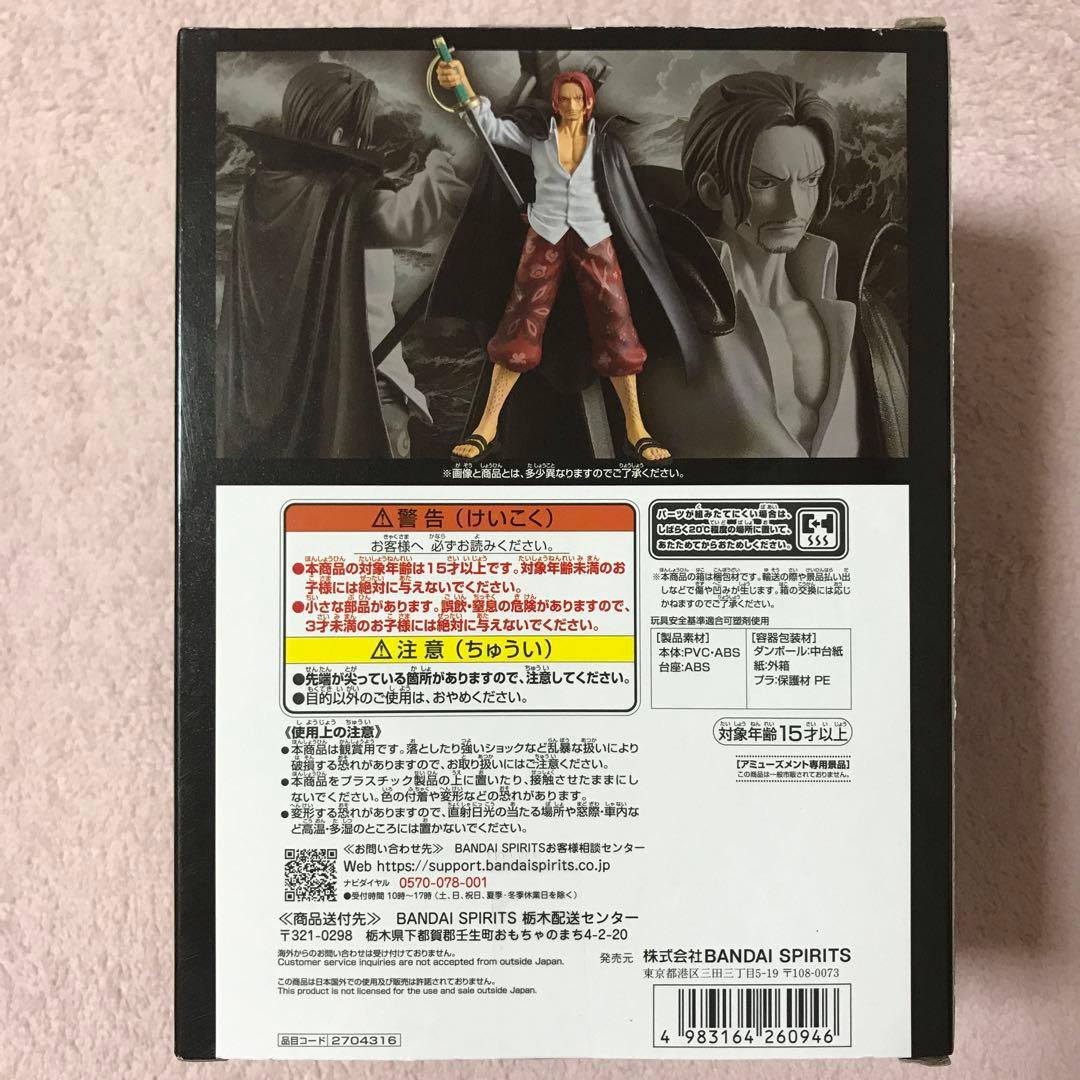 ※画像と商品とは、多少異なりますのでご了承ください。
⚠警告（けいこく）
お客様へ 必ずお読みください。
●本商品の対象年齢は15才以上です。対象年齢未満のお
子様には絶対に与えないでください。
●小さな部品があります。誤飲・窒息の危険がありますので、
3才未満のお子様には絶対に与えないでください。
⚠注意（ちゅうい）
●先端が尖っている箇所がありますので、注意してください。
●目的以外のご使用は、おやめください。
《使用上の注意》
●本商品は観賞用です。落としたり強いショックなど乱暴な扱いにより
破損する恐れがありますので、お取り扱いにはご注意ください。
●本商品をプラスチック製品の上に置いたり、接触させたままにし
ないでください。色の付着や変形などの恐れがあります。
●変形する恐れがありますので、直射日光の当たる場所や窓際・車内な
ど高温・多湿のところには置かないでください。
≪お問い合わせ先≫ BANDAI SPIRITSお客様相談センター
Web https://support.bandaispirits.co.jp
ナビダイヤル 0570-078-001
●受付時間 10時〜17時（土、日、祝日、夏季・冬季休業日を除く）
≪商品送付先≫ BANDAI SPIRITS 栃木配送センター
〒321-0298 栃木県下都賀郡壬生町おもちゃのまち4-2-20
海外からのお問い合わせは受け付けておりません。
Customer service inquiries are not accepted from outside Japan.
この商品は日本国外での使用及び販売は許諾されておりません。
This product is not licensed for the use and sale outside Japan.
品目コード 2704316
パーツが組みたてにくい場合は、
しばらく20℃程度の場所に置いて、
あたためてからおためしください。
※本商品の箱は梱包材です。輸送の際や景品払い出
しなどで傷や凹みが生じます。箱の交換には応じ
かねますのでご了承ください。
玩具安全基準適合可塑剤使用
［製品素材］
本体:PVC・ABS
台座:ABS
［容器包装材］
ダンボール:中台紙
紙:外箱
プラ:保護材 PE
対象年齢15才以上
［アミューズメント専用景品］
この商品は一般市販されておりません。
発売元 株式会社BANDAI SPIRITS
東京都港区三田三丁目5-19 〒108-0073
4 983164 260946